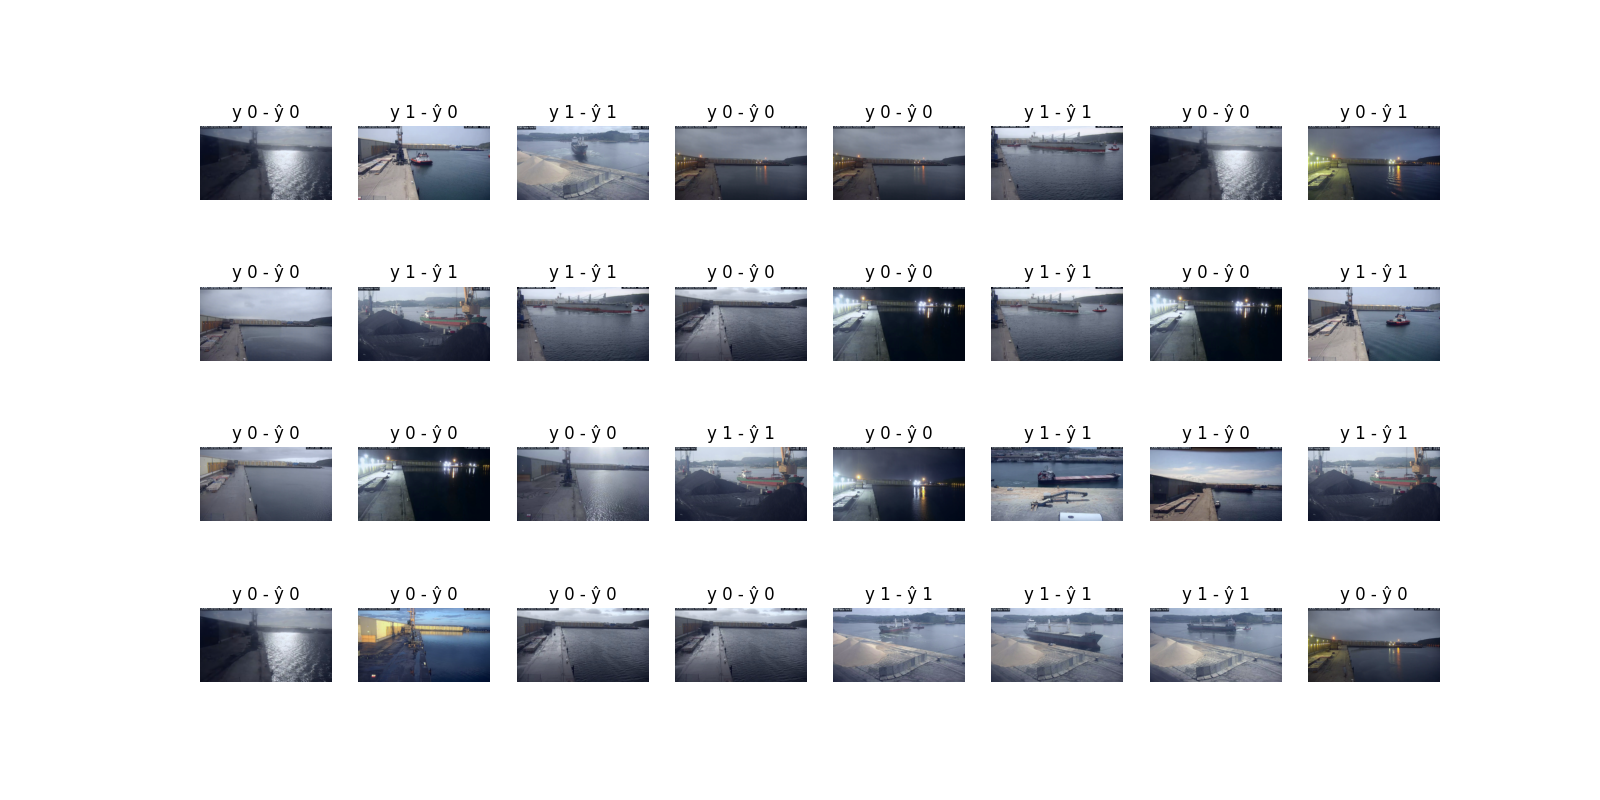 y 0 - ŷ 0 y 1 - ŷ 0 y 1 - ŷ 1 y 0 - ŷ 0 y 0 - ŷ 0 y 1 - ŷ 1 y 0 - ŷ 0 y 0 - ŷ 1
y 0 - ŷ 0 y 1 - ŷ 1 y 1 - ŷ 1 y 0 - ŷ 0 y 0 - ŷ 0 y 1 - ŷ 1 y 0 - ŷ 0 y 1 - ŷ 1
y 0 - ŷ 0 y 0 - ŷ 0 y 0 - ŷ 0 y 1 - ŷ 1 y 0 - ŷ 0 y 1 - ŷ 1 y 1 - ŷ 0 y 1 - ŷ 1
y 0 - ŷ 0 y 0 - ŷ 0 y 0 - ŷ 0 y 0 - ŷ 0 y 1 - ŷ 1 y 1 - ŷ 1 y 1 - ŷ 1 y 0 - ŷ 0